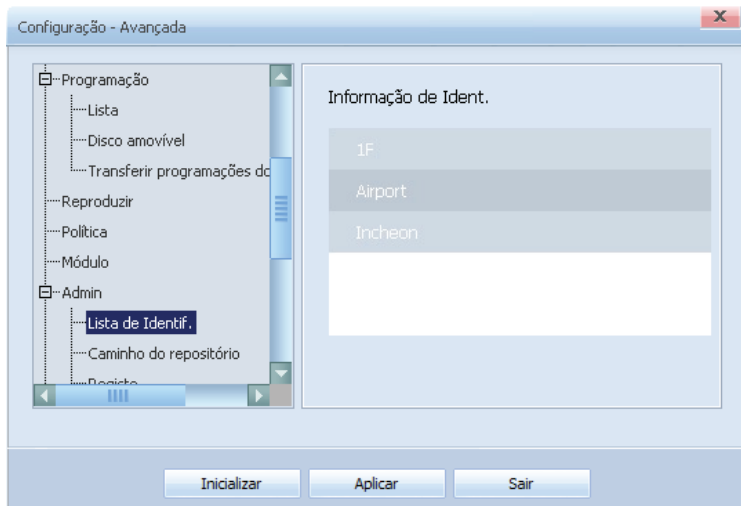 Configuração - Avançada
x
Programação
Lista
Disco amovível
Transferir programações do
Reproduzir
Política
Módulo
Admin
Lista de Identif.
Caminho do repositório
Registo
Informação de Ident.
1F
Airport
Incheon
Inicializar
Aplicar
Sair